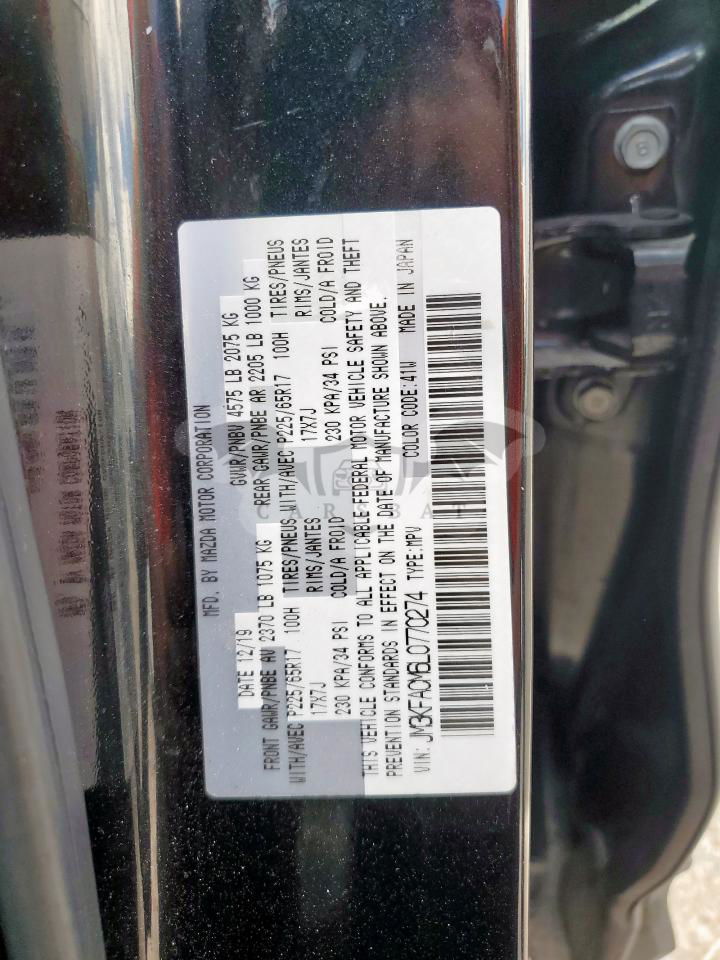 MFD. BY MAZDA MOTOR CORPORATION
DATE 12/19 GVWR/PNBV 4575 LB 2075 KG
FRONT GAWR/PNBE AV 2370 LB 1075 KG REAR GAWR/PNBE AR 2205 LB 1000 KG
WITH/AVEC P225/65R17 100H TIRES/PNEUS WITH/AVEC P225/65R17 100H TIRES/PNEUS
17X7J RIMS/JANTES 17X7J RIMS/JANTES
230 KPA/34 PSI COLD/A FROID 230 KPA/34 PSI COLD/A FROID
THIS VEHICLE CONFORMS TO ALL APPLICABLE FEDERAL MOTOR VEHICLE SAFETY AND THEFT
PREVENTION STANDARDS IN EFFECT ON THE DATE OF MANUFACTURE SHOWN ABOVE.
VIN: JM3KFACM6L0770274 TYPE:MPV COLOR CODE:41W MADE IN JAPAN
CARSBAT